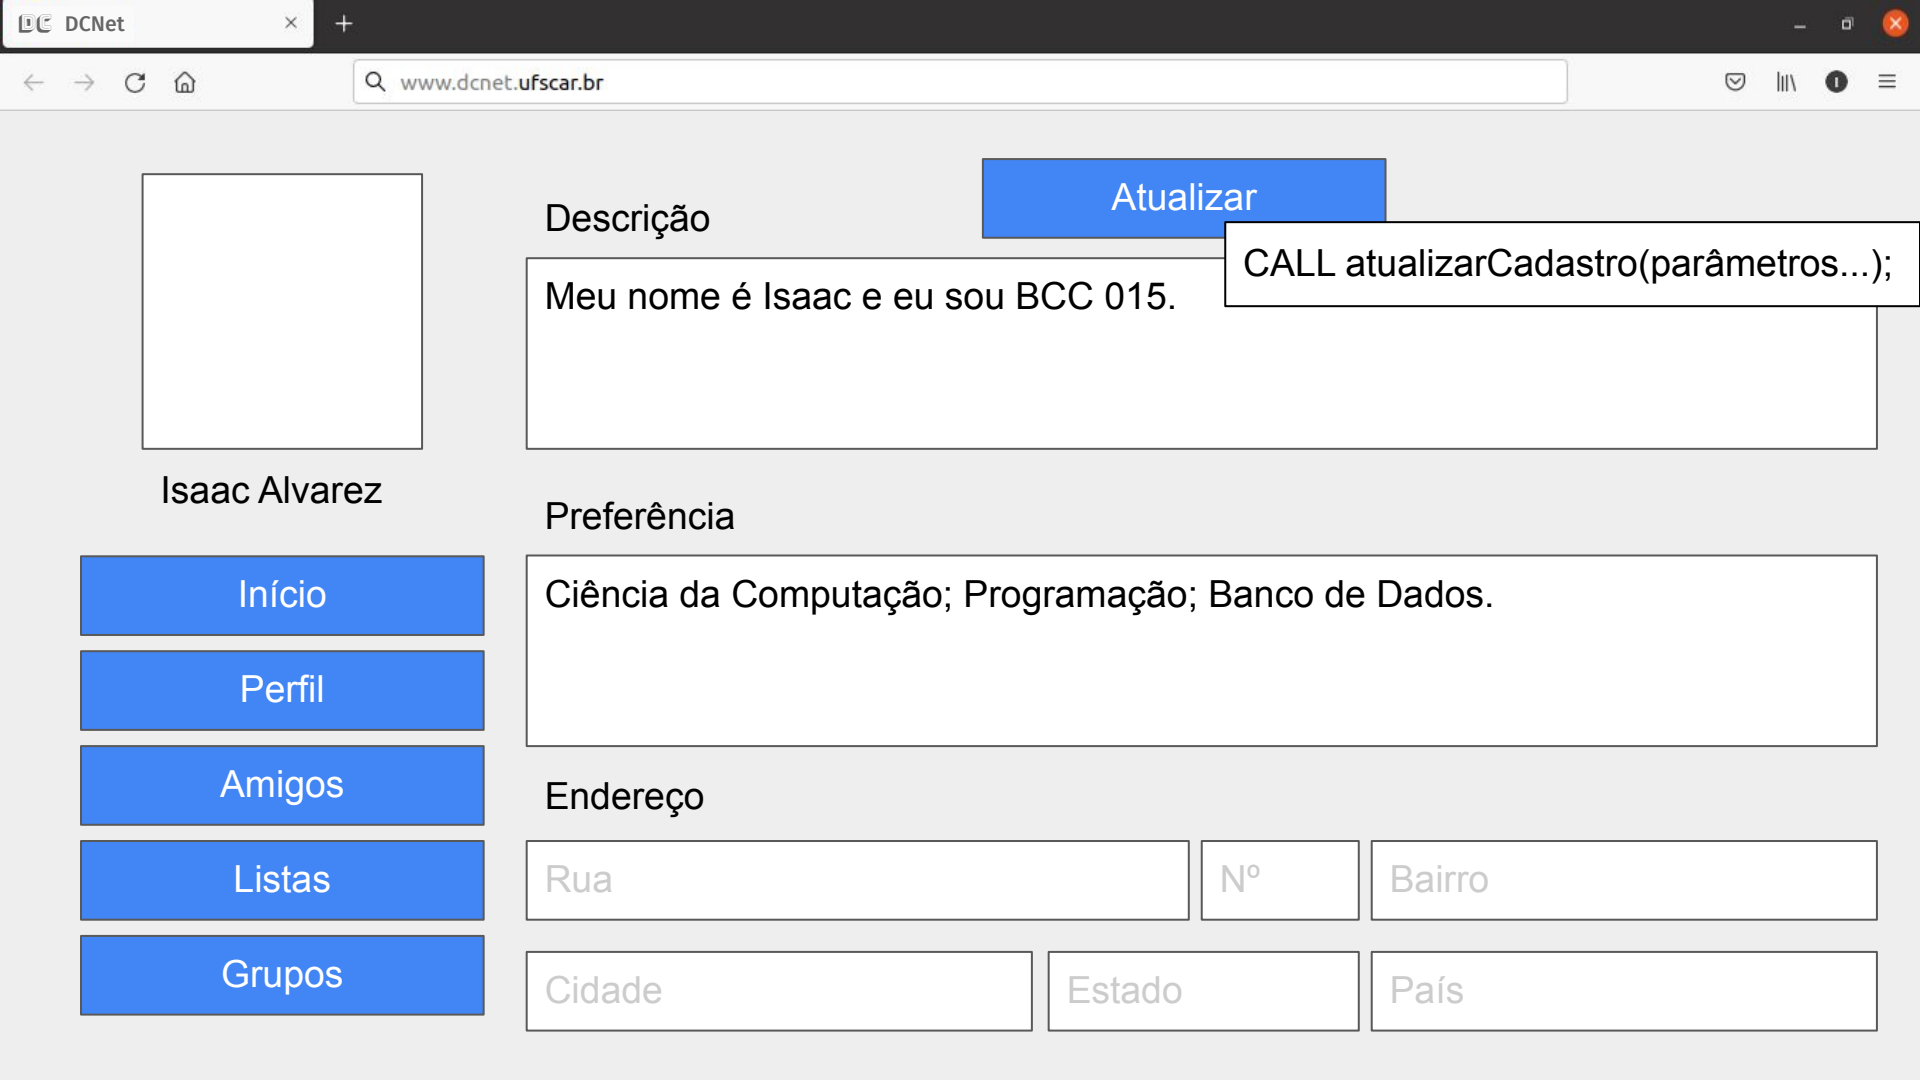 DC DCNet
www.dcnet.ufscar.br
Atualizar
Descrição
CALL atualizarCadastro(parâmetros...);
Meu nome é Isaac e eu sou BCC 015.
Isaac Alvarez
Preferência
Ciência da Computação; Programação; Banco de Dados.
Início
Perfil
Amigos
Listas
Grupos
Endereço
Rua
Nº
Bairro
Cidade
Estado
País